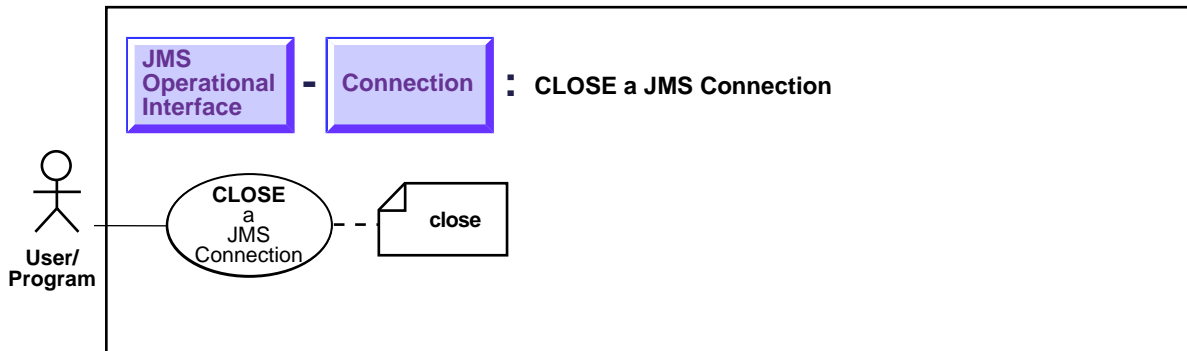 JMS
Operational
Interface
-
Connection
: CLOSE a JMS Connection
CLOSE
a
JMS
Connection
close
User/
Program